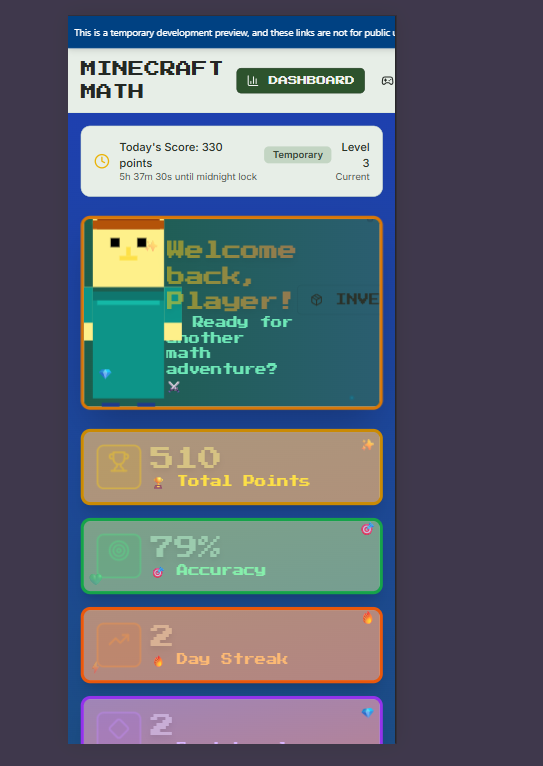 This is a temporary development preview, and these links are not for public u
MINECRAFT
MATH
DASHBOARD
Today's Score: 330
points
5h 37m 30s until midnight lock
Temporary
Level
3
Current
Welcome
back,
Player!
INVE
Ready for
another
math
adventure?
510
Total Points
79%
Accuracy
2
Day Streak
2